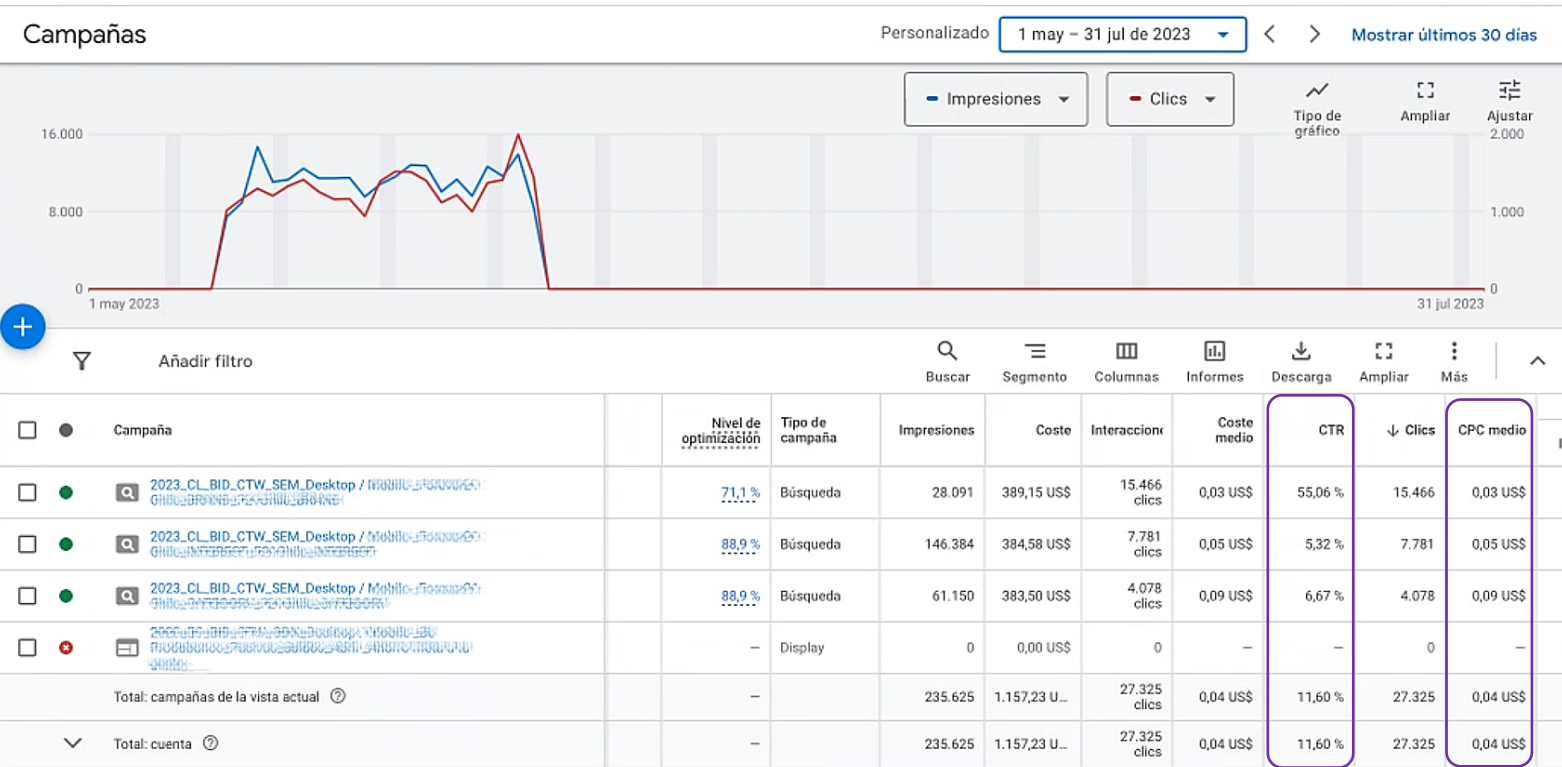 Campañas
Personalizado
1 may – 31 jul de 2023
Mostrar últimos 30 días
Impresiones
Clics
Tipo de
gráfico
Ampliar
Ajustar
16.000
2.000
8.000
1.000
0
0
1 may 2023
31 jul 2023
Añadir filtro
Buscar
Segmento
Columnas
Informes
Descarga
Ampliar
Más
Campaña
Nivel de
optimización
Tipo de
campaña
Impresiones
Coste
Interaccione
Coste
medio
CTR
Clics
CPC medio
2023_CL_BID_CTW_SEM_Desktop /
71,1 %
Búsqueda
28.091
389,15 US$
15.466
clics
0,03 US$
55,06 %
15.466
0,03 US$
2023_CL_BID_CTW_SEM_Desktop /
88,9 %
Búsqueda
146.384
384,58 US$
7.781
clics
0,05 US$
5,32 %
7.781
0,05 US$
2023_CL_BID_CTW_SEM_Desktop /
88,9 %
Búsqueda
61.150
383,50 US$
4.078
clics
0,09 US$
6,67 %
4.078
0,09 US$
–
Display
0
0,00 US$
0
–
–
0
–
Total: campañas de la vista actual
–
235.625
1.157,23 U...
27.325
clics
0,04 US$
11,60 %
27.325
0,04 US$
Total: cuenta
–
235.625
1.157,23 U...
27.325
clics
0,04 US$
11,60 %
27.325
0,04 US$